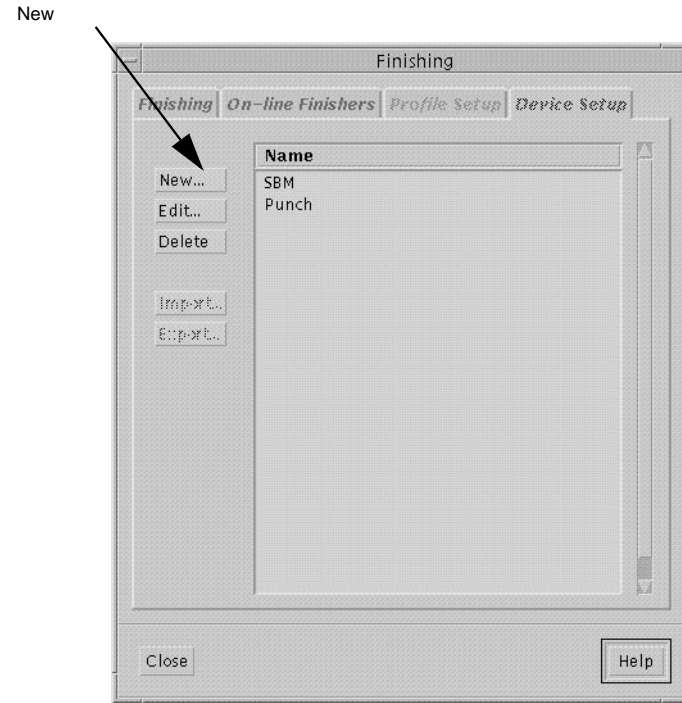 New
Finishing
Finishing On-line Finishers Profile Setup Device Setup
Name
New...
SBM
Edit...
Punch
Delete
Import..
Export..
Close
Help